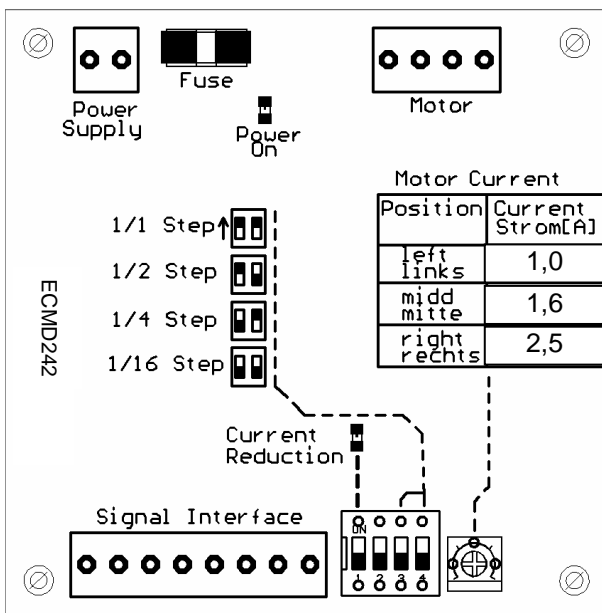 Power
Supply
Fuse
Power
On
Motor
Motor Current
Position
Current
Strom[A]
left
links
1,0
midd
mitte
1,6
right
rechts
2,5
1/1 Step
1/2 Step
1/4 Step
1/16 Step
ECMD242
Current
Reduction
Signal Interface
ON
1 2 3 4